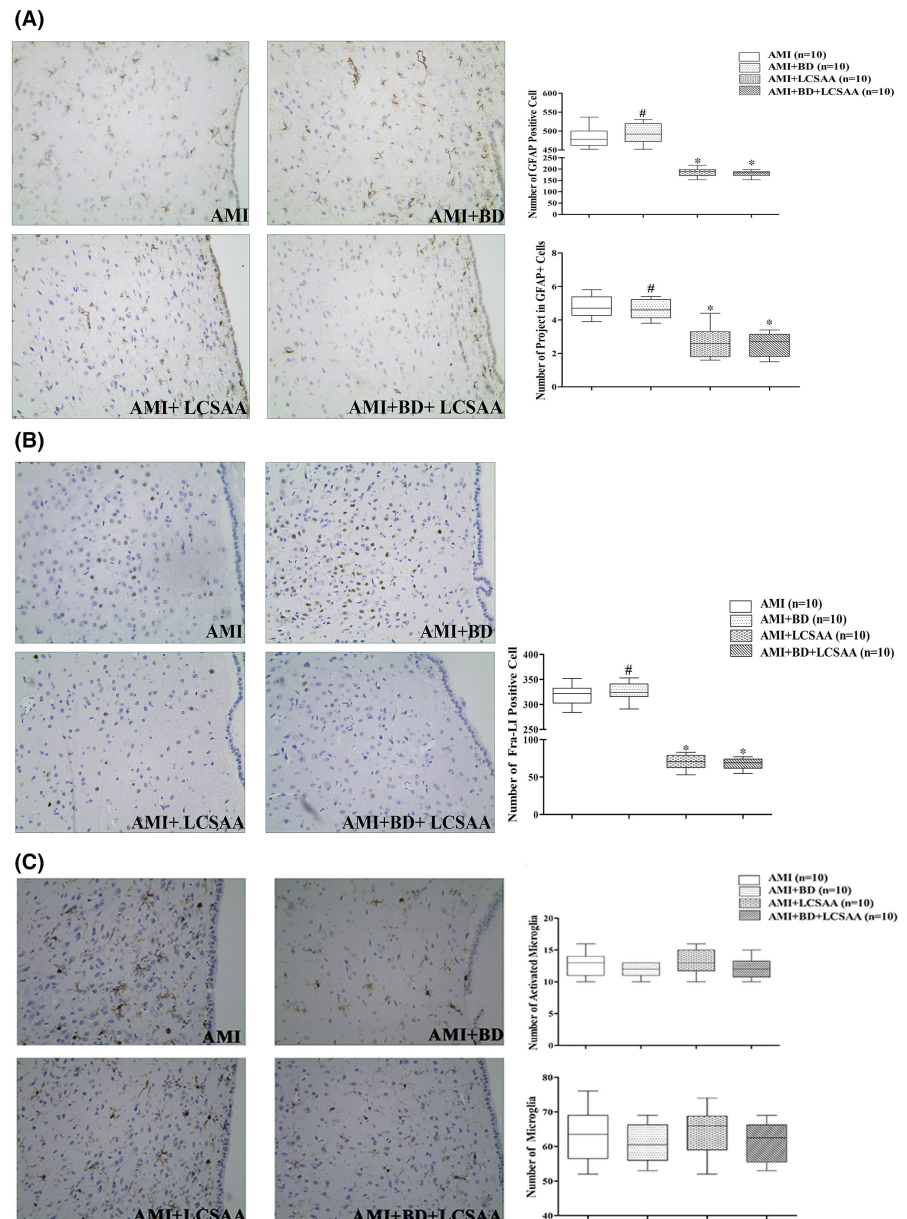 (A)
AMI
AMI+BD
AMI+ LCSAA
AMI+BD+ LCSAA
AMI (n=10)
AMI+BD (n=10)
AMI+LCSAA (n=10)
AMI+BD+LCSAA (n=10)
Number of GFAP Positive Cell
600
500
450
250
200
150
100
50
0
#
*
*
Number of Project in GFAP+ Cells
8
6
4
2
0
#
*
*
(B)
AMI
AMI+BD
AMI+ LCSAA
AMI+BD+ LCSAA
AMI (n=10)
AMI+BD (n=10)
AMI+LCSAA (n=10)
AMI+BD+LCSAA (n=10)
Number of Fra-LI Positive Cell
400
350
300
250
100
50
0
#
*
*
(C)
AMI
AMI+BD
AMI+LCSAA
AMI+BD+LCSAA
AMI (n=10)
AMI+BD (n=10)
AMI+LCSAA (n=10)
AMI+BD+LCSAA (n=10)
Number of Activated Microglia
20
15
10
5
0
Number of Microglia
80
70
60
50
40